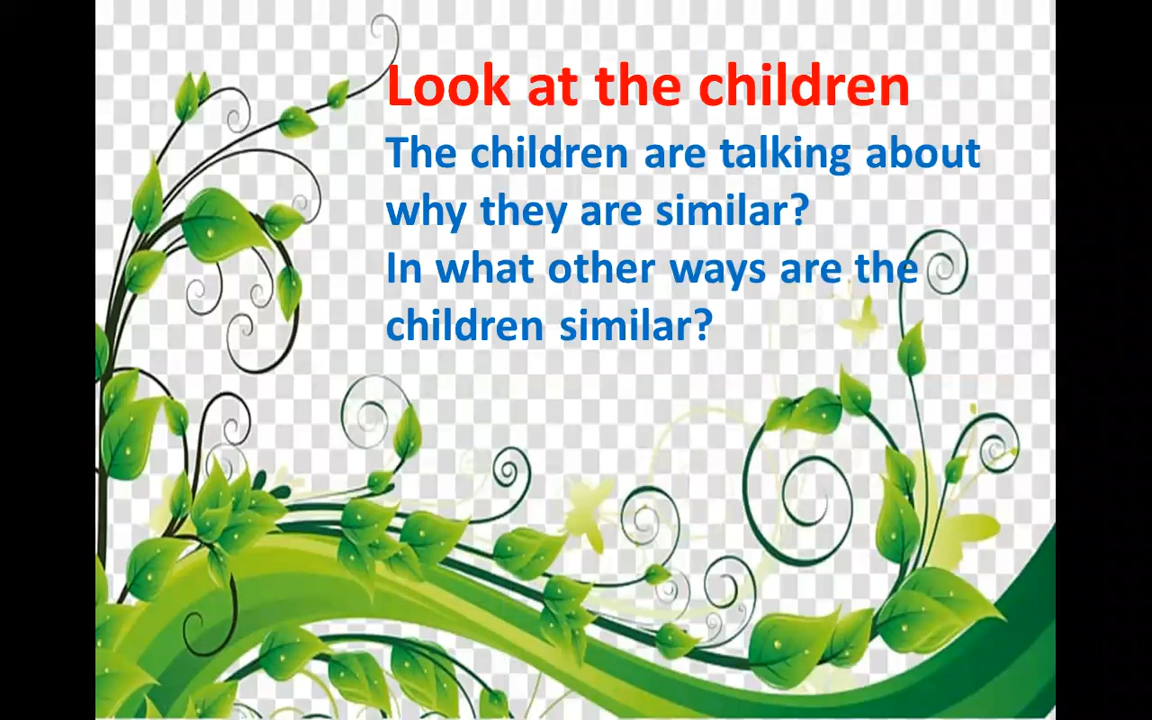 Look at the children
The children are talking about
why they are similar?
In what other ways are the
children similar?